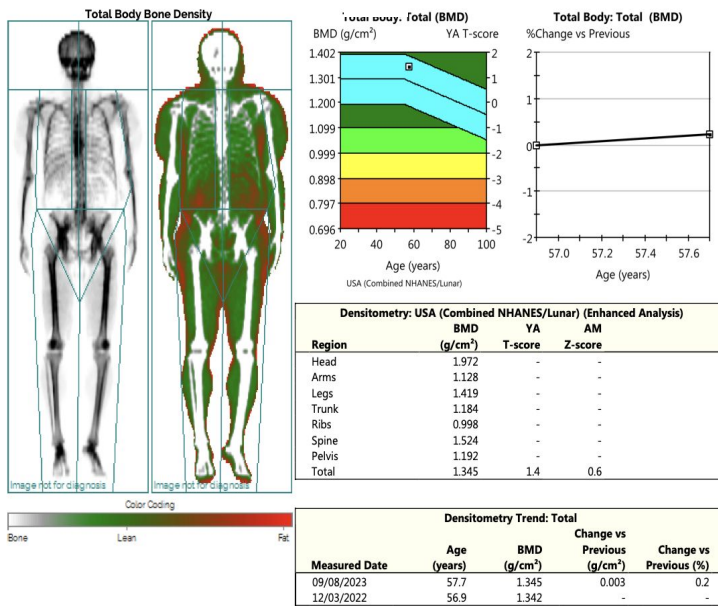 Total Body Bone Density
Image not for diagnosis
Image not for diagnosis
Color Coding
Bone Lean Fat
Total Body: Total (BMD)
BMD (g/cm²) YA T-score
1.402 2
1.301 1
1.200 0
1.099 -1
0.999 -2
0.898 -3
0.797 -4
0.696 -5
20 40 60 80 100
Age (years)
USA (Combined NHANES/Lunar)
Total Body: Total (BMD)
%Change vs Previous
2
1
0
-1
-2
57.0 57.2 57.4 57.6
Age (years)
Densitometry: USA (Combined NHANES/Lunar) (Enhanced Analysis)
BMD YA AM
Region (g/cm²) T-score Z-score
Head 1.972 - -
Arms 1.128 - -
Legs 1.419 - -
Trunk 1.184 - -
Ribs 0.998 - -
Spine 1.524 - -
Pelvis 1.192 - -
Total 1.345 1.4 0.6
Densitometry Trend: Total
Change vs
Age BMD Previous Change vs
Measured Date (years) (g/cm²) (g/cm²) Previous (%)
09/08/2023 57.7 1.345 0.003 0.2
12/03/2022 56.9 1.342 - -